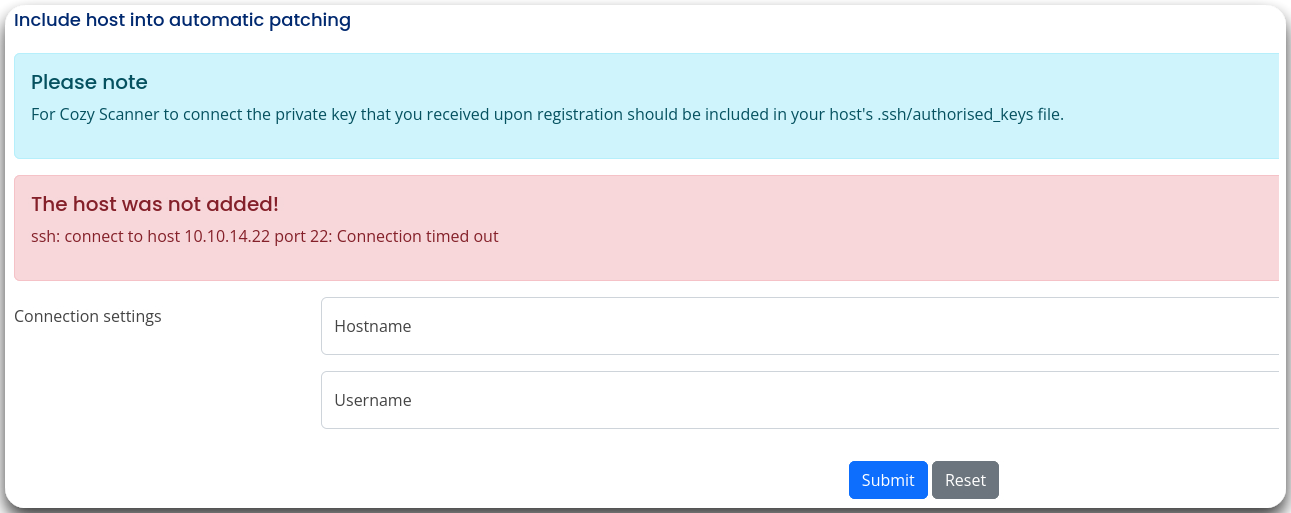 Include host into automatic patching
Please note
For Cozy Scanner to connect the private key that you received upon registration should be included in your host's .ssh/authorised_keys file.
The host was not added!
ssh: connect to host 10.10.14.22 port 22: Connection timed out
Connection settings
Hostname
Username
Submit Reset